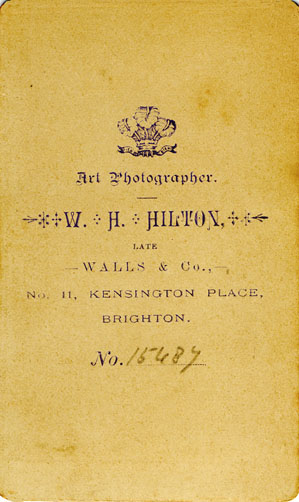 Art Photographer.
W. H. HILTON,
LATE
WALLS & Co.,
No. 11, KENSINGTON PLACE,
BRIGHTON.
No. 15487